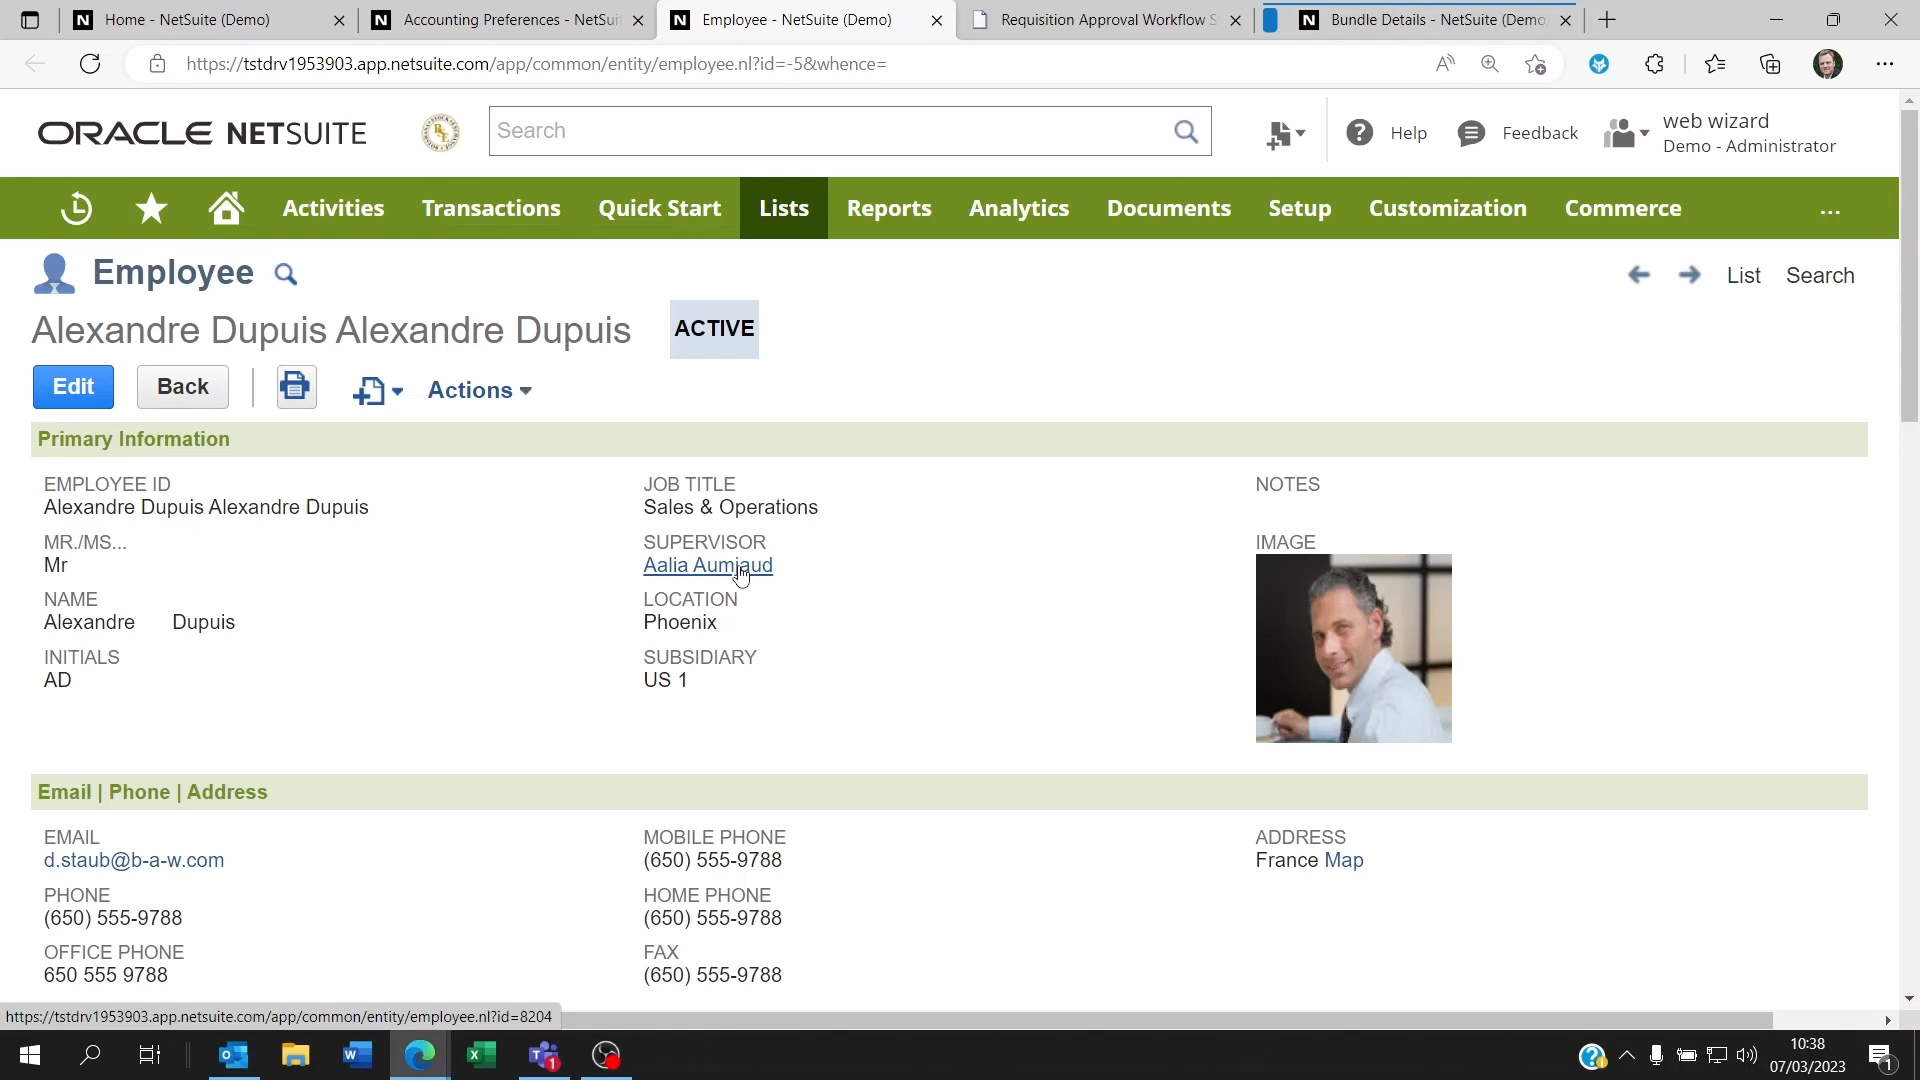 Home - NetSuite (Demo)
Accounting Preferences - NetSui
Employee - NetSuite (Demo)
Requisition Approval Workflow S
Bundle Details - NetSuite (Demo
https://tstdrv1953903.app.netsuite.com/app/common/entity/employee.nl?id=-5&whence=
ORACLE NETSUITE
Search
Help
Feedback
web wizard
Demo - Administrator
Activities
Transactions
Quick Start
Lists
Reports
Analytics
Documents
Setup
Customization
Commerce
...
Employee
List
Search
Alexandre Dupuis Alexandre Dupuis
ACTIVE
Edit
Back
Actions
Primary Information
EMPLOYEE ID
Alexandre Dupuis Alexandre Dupuis
MR./MS...
Mr
NAME
Alexandre Dupuis
INITIALS
AD
JOB TITLE
Sales & Operations
SUPERVISOR
Aalia Aumjaud
LOCATION
Phoenix
SUBSIDIARY
US 1
NOTES
IMAGE
Email | Phone | Address
EMAIL
d.staub@b-a-w.com
PHONE
(650) 555-9788
OFFICE PHONE
650 555 9788
MOBILE PHONE
(650) 555-9788
HOME PHONE
(650) 555-9788
FAX
(650) 555-9788
ADDRESS
France Map
https://tstdrv1953903.app.netsuite.com/app/common/entity/employee.nl?id=8204
10:38
07/03/2023
1
1